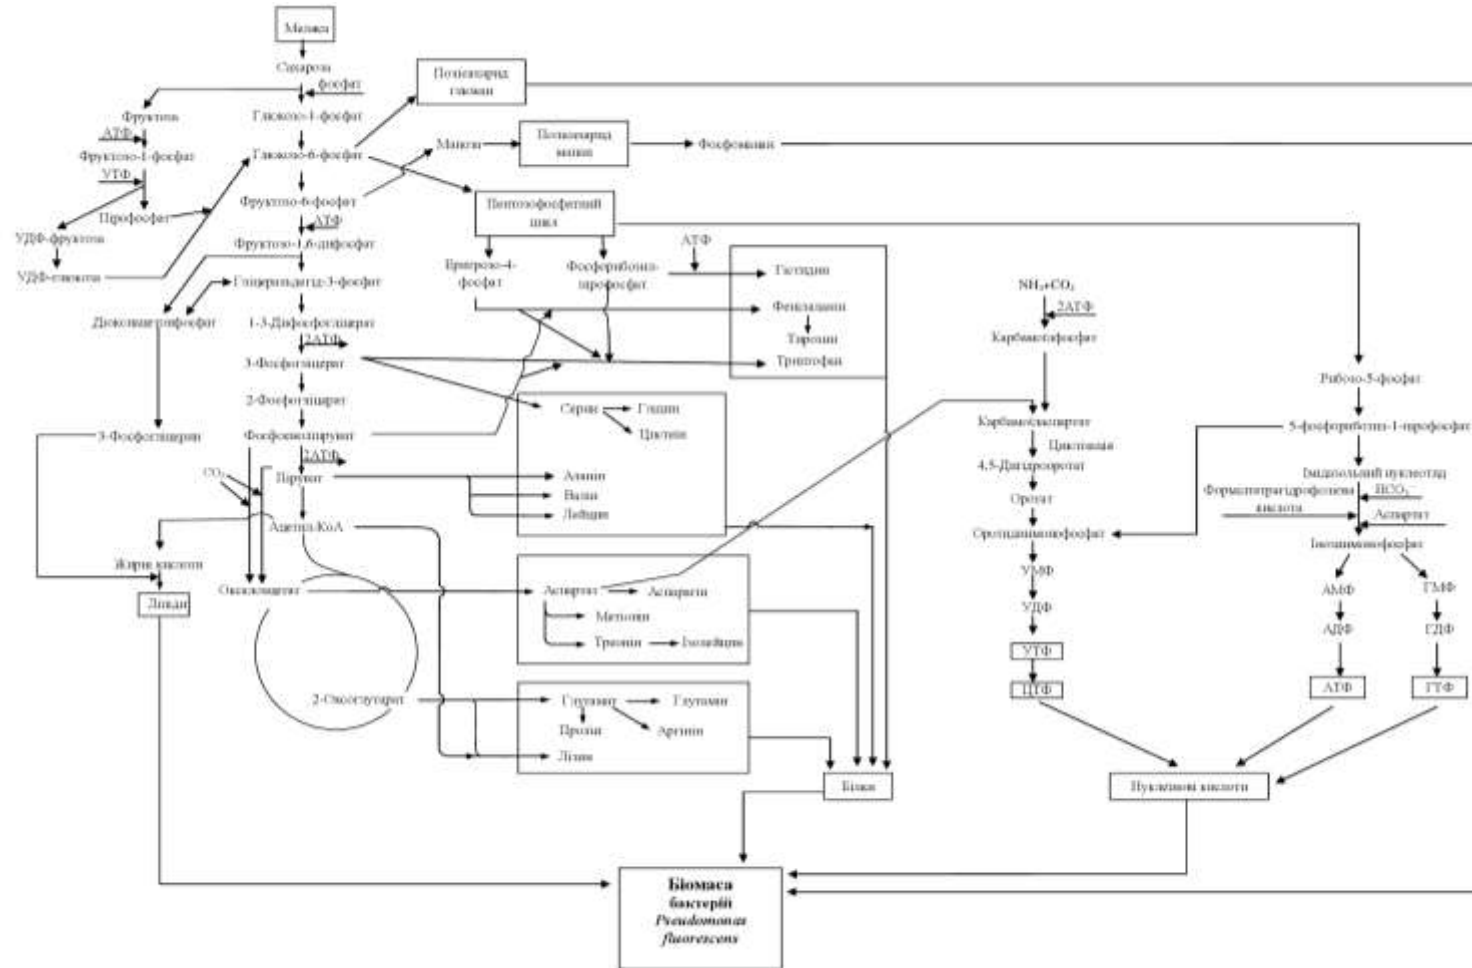 Меляса
Сахароза
фосфат
Фруктоза
Глюкозо-1-фосфат
АТФ
Фруктозо-1-фосфат
УТФ
Глюкозо-6-фосфат
Пірофосфат
УДФ-фруктоза
УДФ-глюкоза
Фруктозо-6-фосфат
АТФ
Фруктозо-1,6-дифосфат
Гліцеральдегід-3-фосфат
Діоксиацетонфосфат
1-3-Дифосфогліцерат
2АТФ
3-Фосфогліцерат
2-Фосфогліцерат
3-Фосфогліцерин
Фосфоенолпіруват
2АТФ
CO₂
Піруват
Ацетил-КоА
Жирні кислоти
Ліпіди
Оксалоацетат
2-Оксоглутарат
Полісахарид
глюкан
Маноза
Полісахарид
манан
Фосфоманан
Пентозофосфатний
цикл
Еритрозо-4-
фосфат
Фосфорибозил-
пірофосфат
АТФ
Гістидин
Фенілаланін
Тирозин
Триптофан
Серин
Гліцин
Цистеїн
Аланін
Валін
Лейцин
Аспартат
Аспарагін
Метіонін
Треонін
Ізолейцин
Глутамат
Глутамін
Пролін
Аргінін
Лізин
Білки
NH₃+CO₂
2АТФ
Карбамоїлфосфат
Карбамоїласпартат
Циклізація
4,5-Дигідрооротат
Оротат
Оротидинмонофосфат
УМФ
УДФ
УТФ
ЦТФ
Рибозо-5-фосфат
5-фосфорибозил-1-пірофосфат
Імідазольний нуклеотид
кислота
HCO₃
Аспартат
Інозинмонофосфат
АМФ
ГМФ
АДФ
ГДФ
АТФ
ГТФ
Нуклеїнові кислоти
Біомаса
бактерій
Pseudomonas
fluorescens